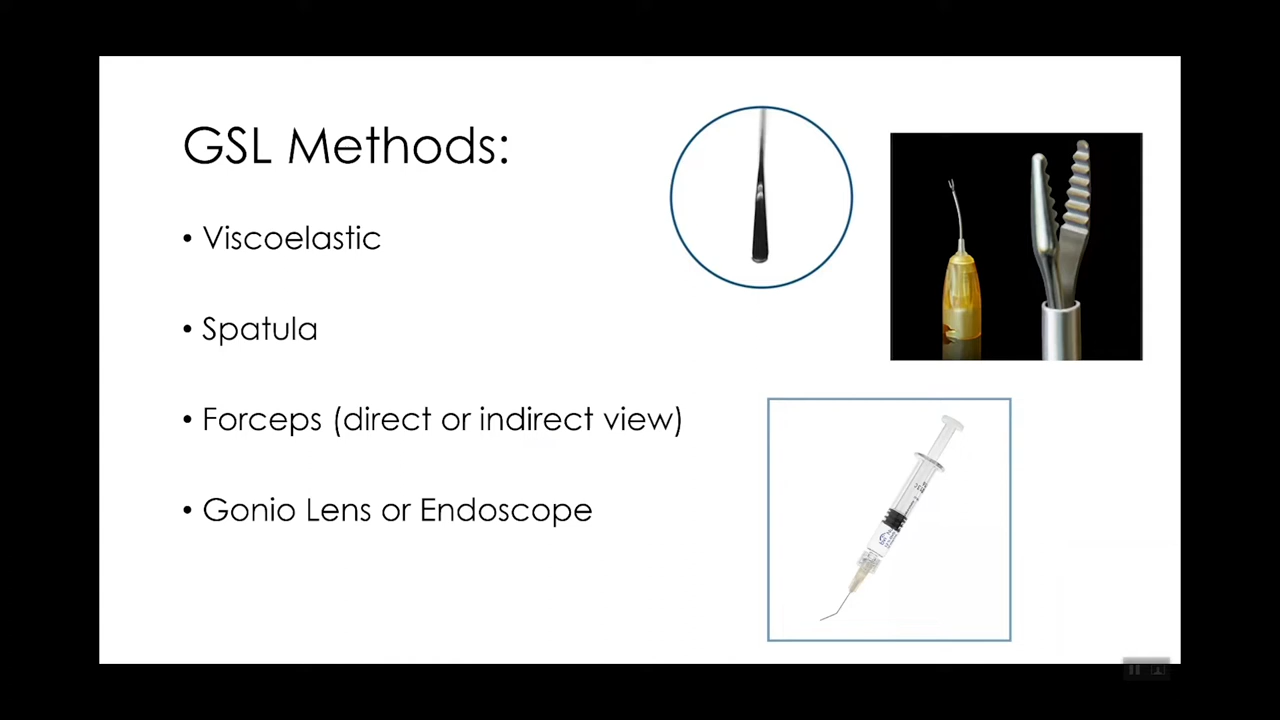 GSL Methods:
• Viscoelastic
• Spatula
• Forceps (direct or indirect view)
• Gonio Lens or Endoscope